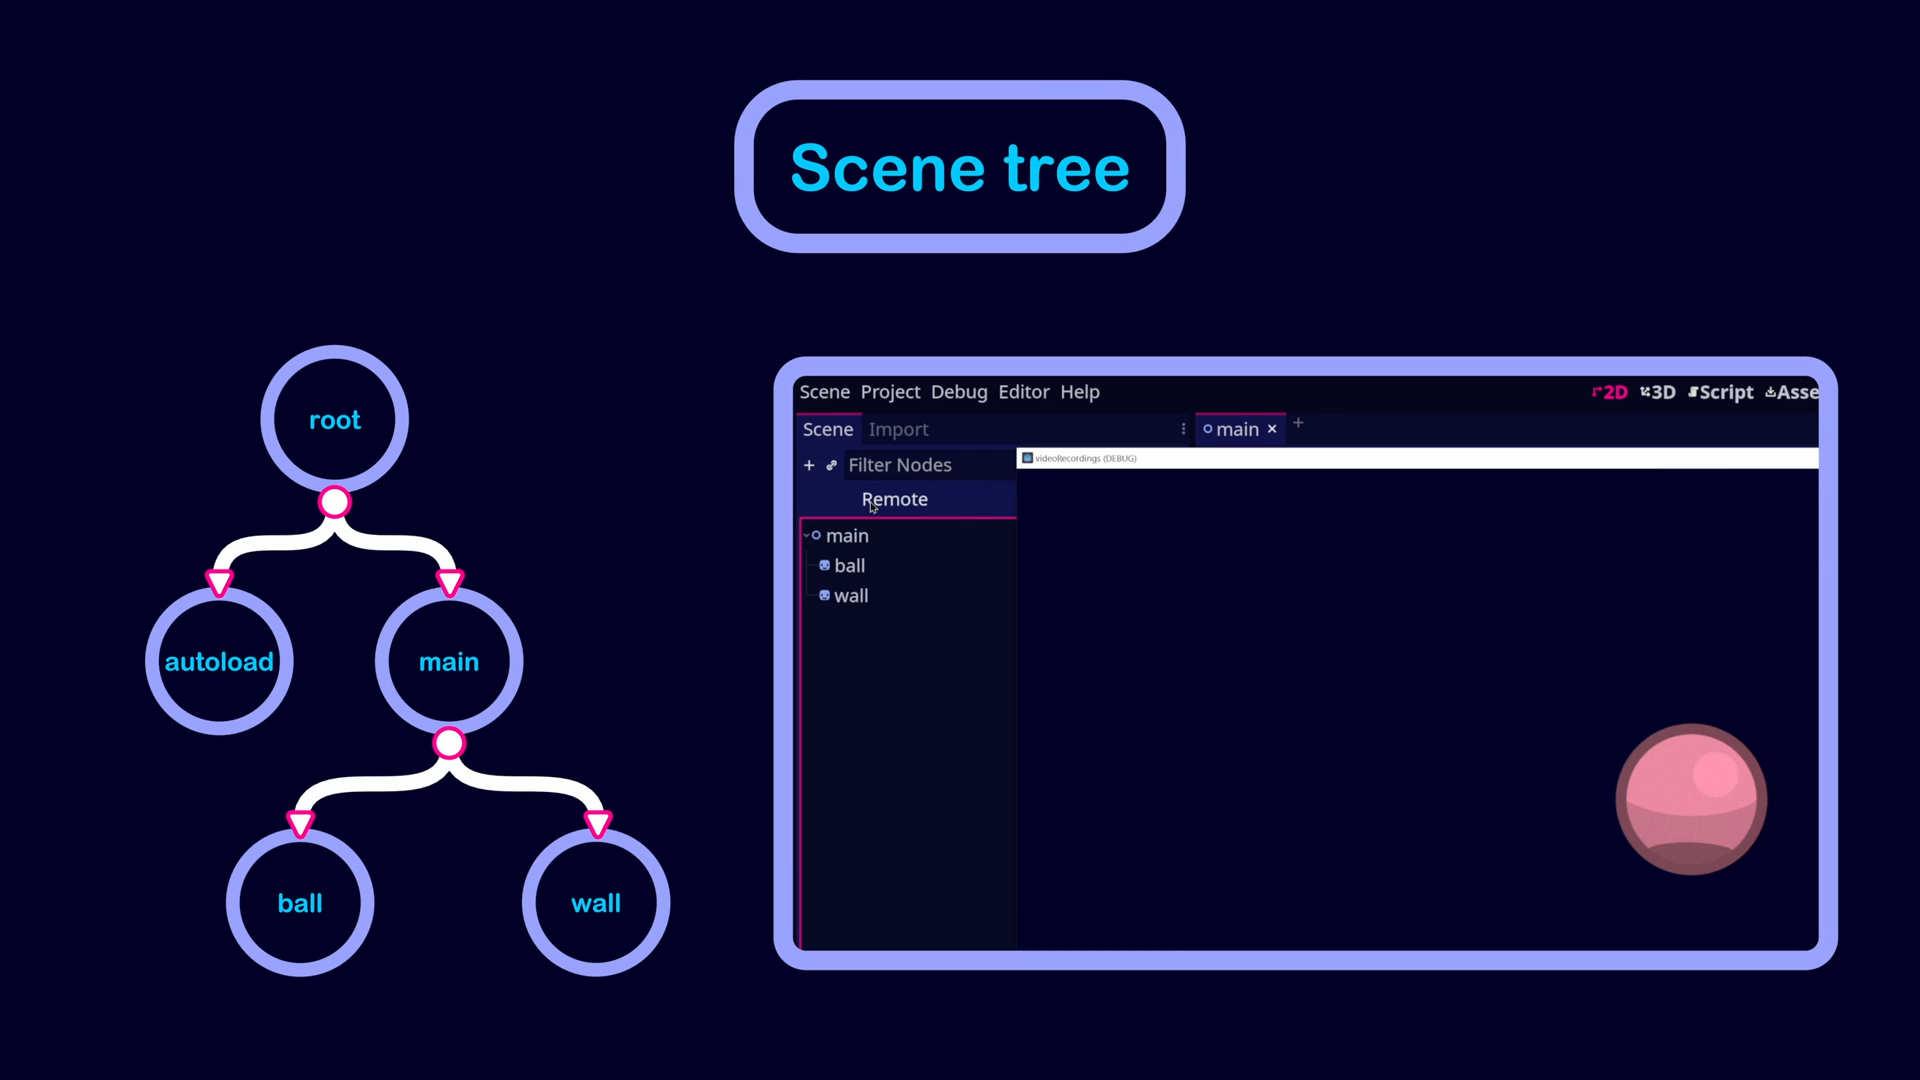 Scene tree
root
autoload
main
ball
wall
Scene Project Debug Editor Help
2D 3D Script Asse
Scene Import
main
Filter Nodes
videoRecordings (DEBUG)
Remote
main
ball
wall